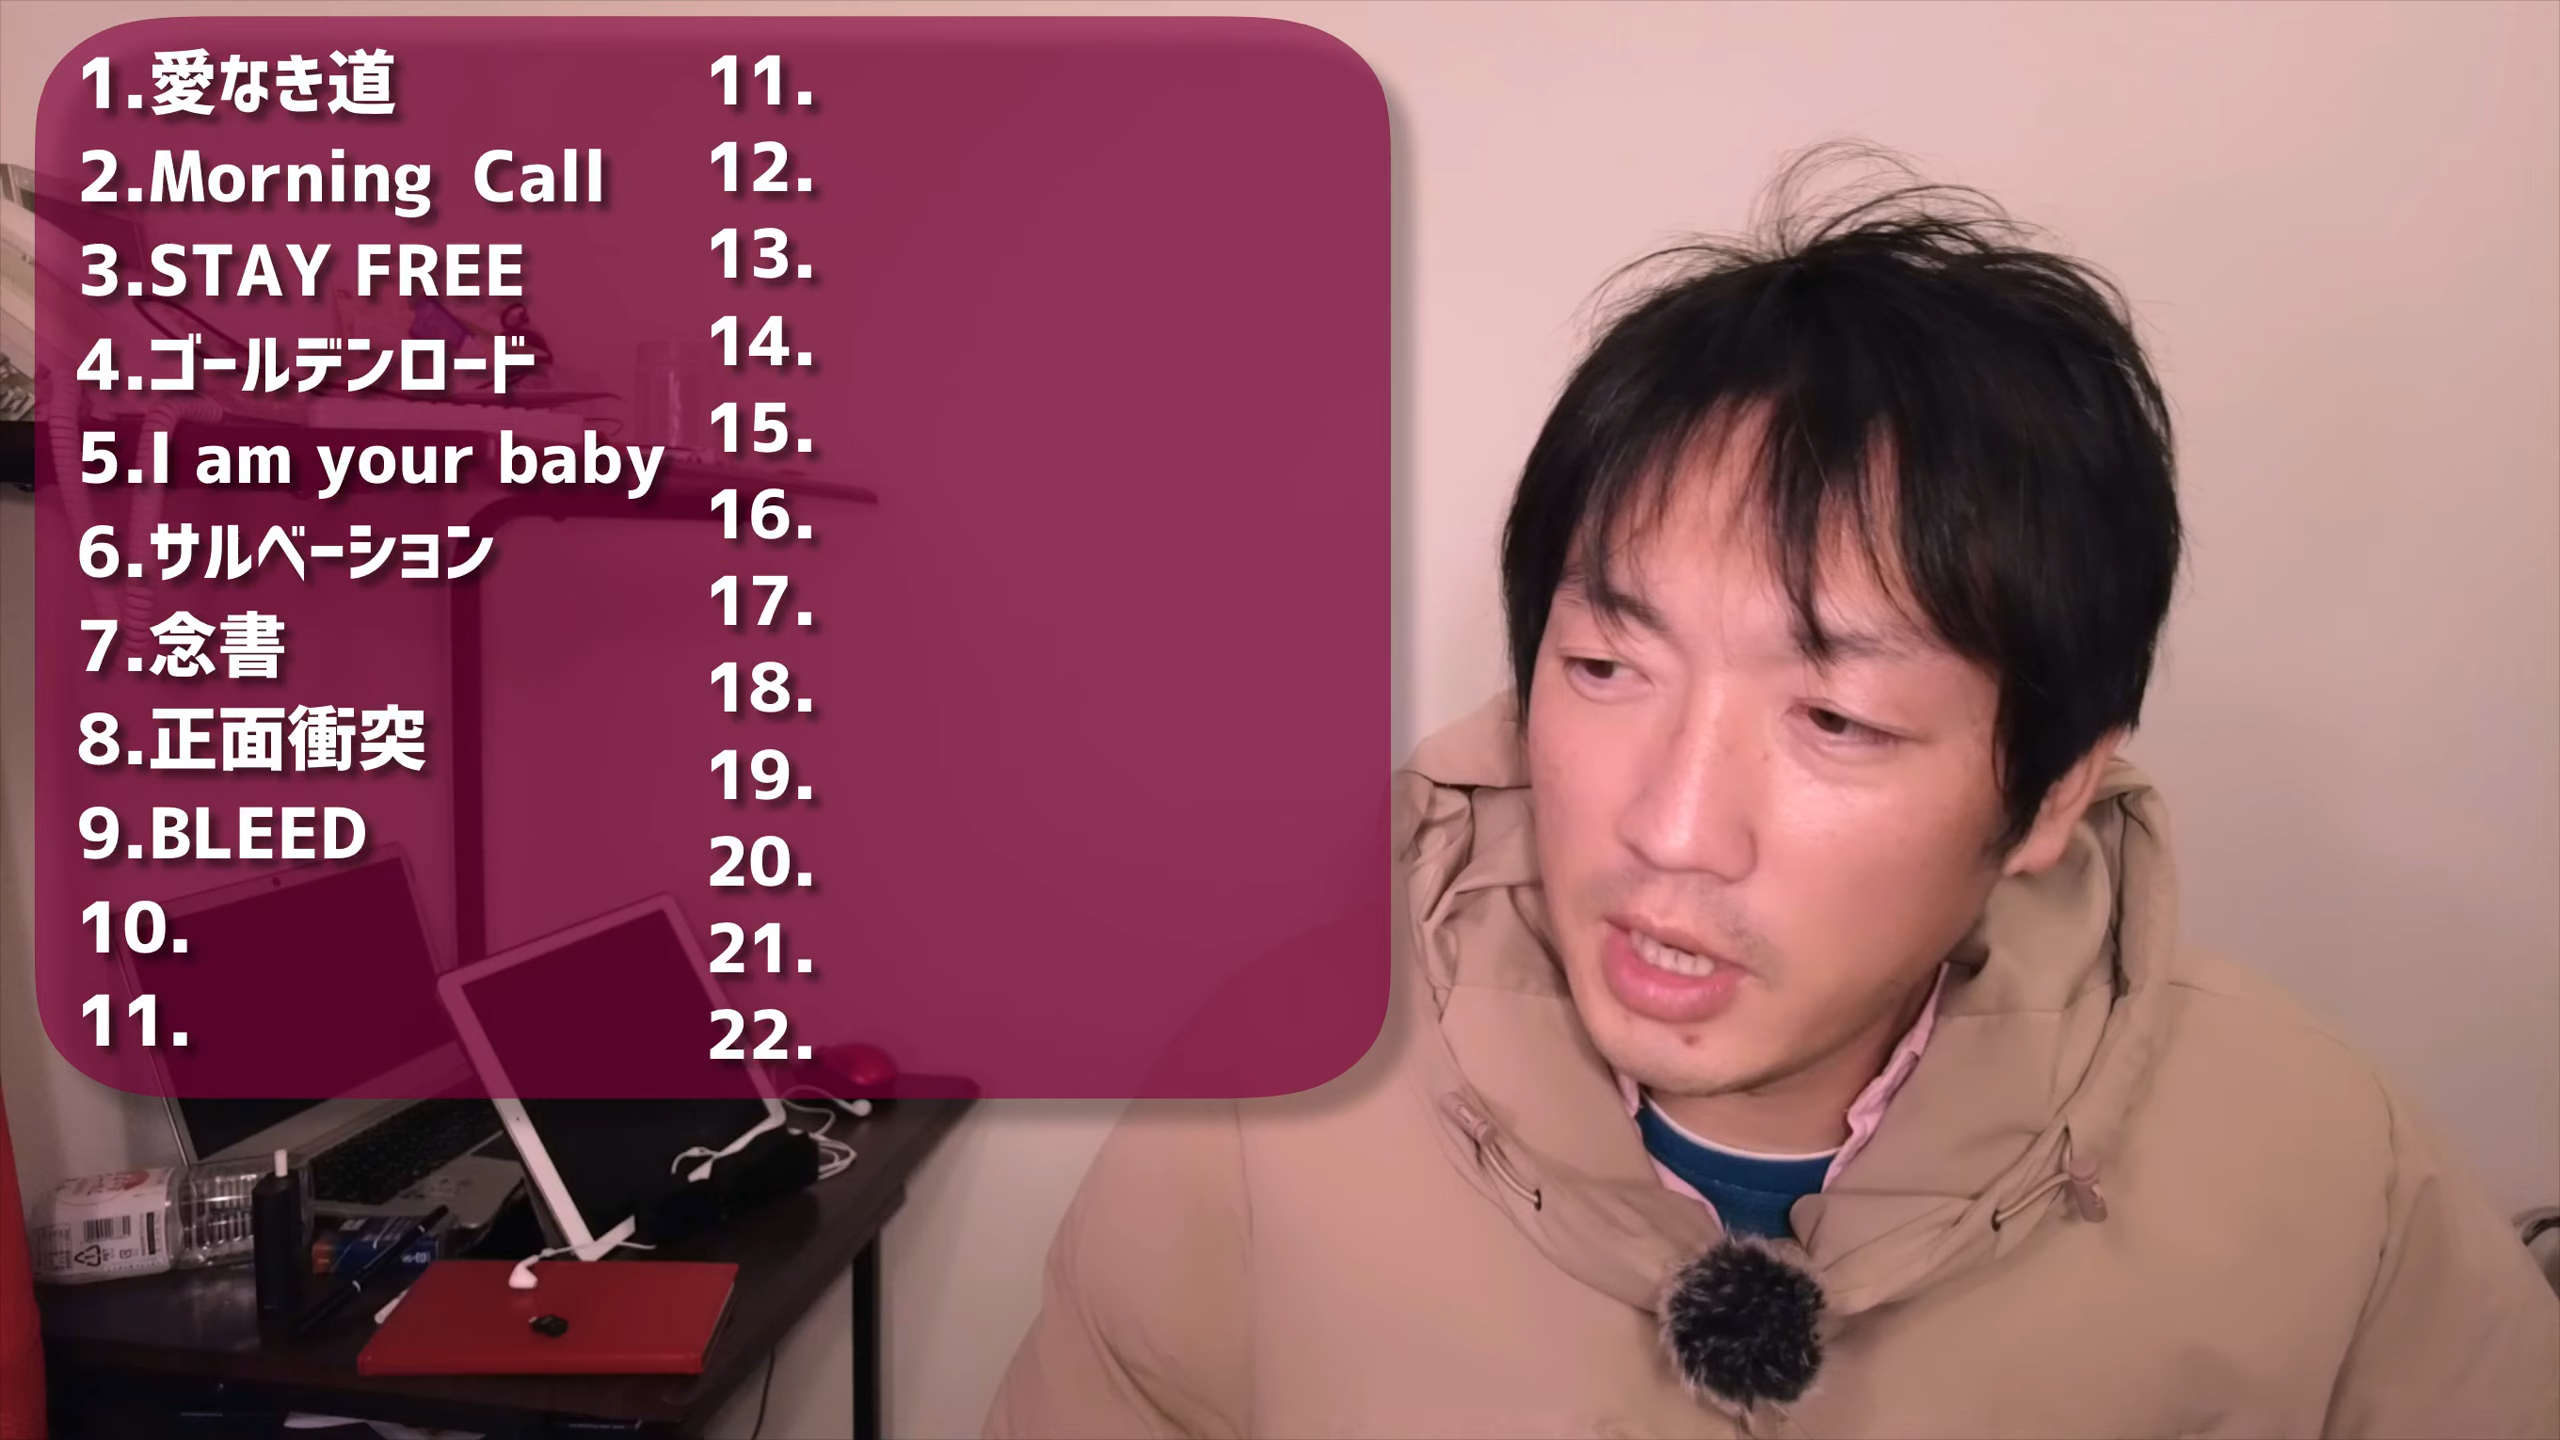 1.愛なき道
2.Morning Call
3.STAY FREE
4.ゴールデンロード
5.I am your baby
6.サルベーション
7.念書
8.正面衝突
9.BLEED
10.
11.
11.
12.
13.
14.
15.
16.
17.
18.
19.
20.
21.
22.